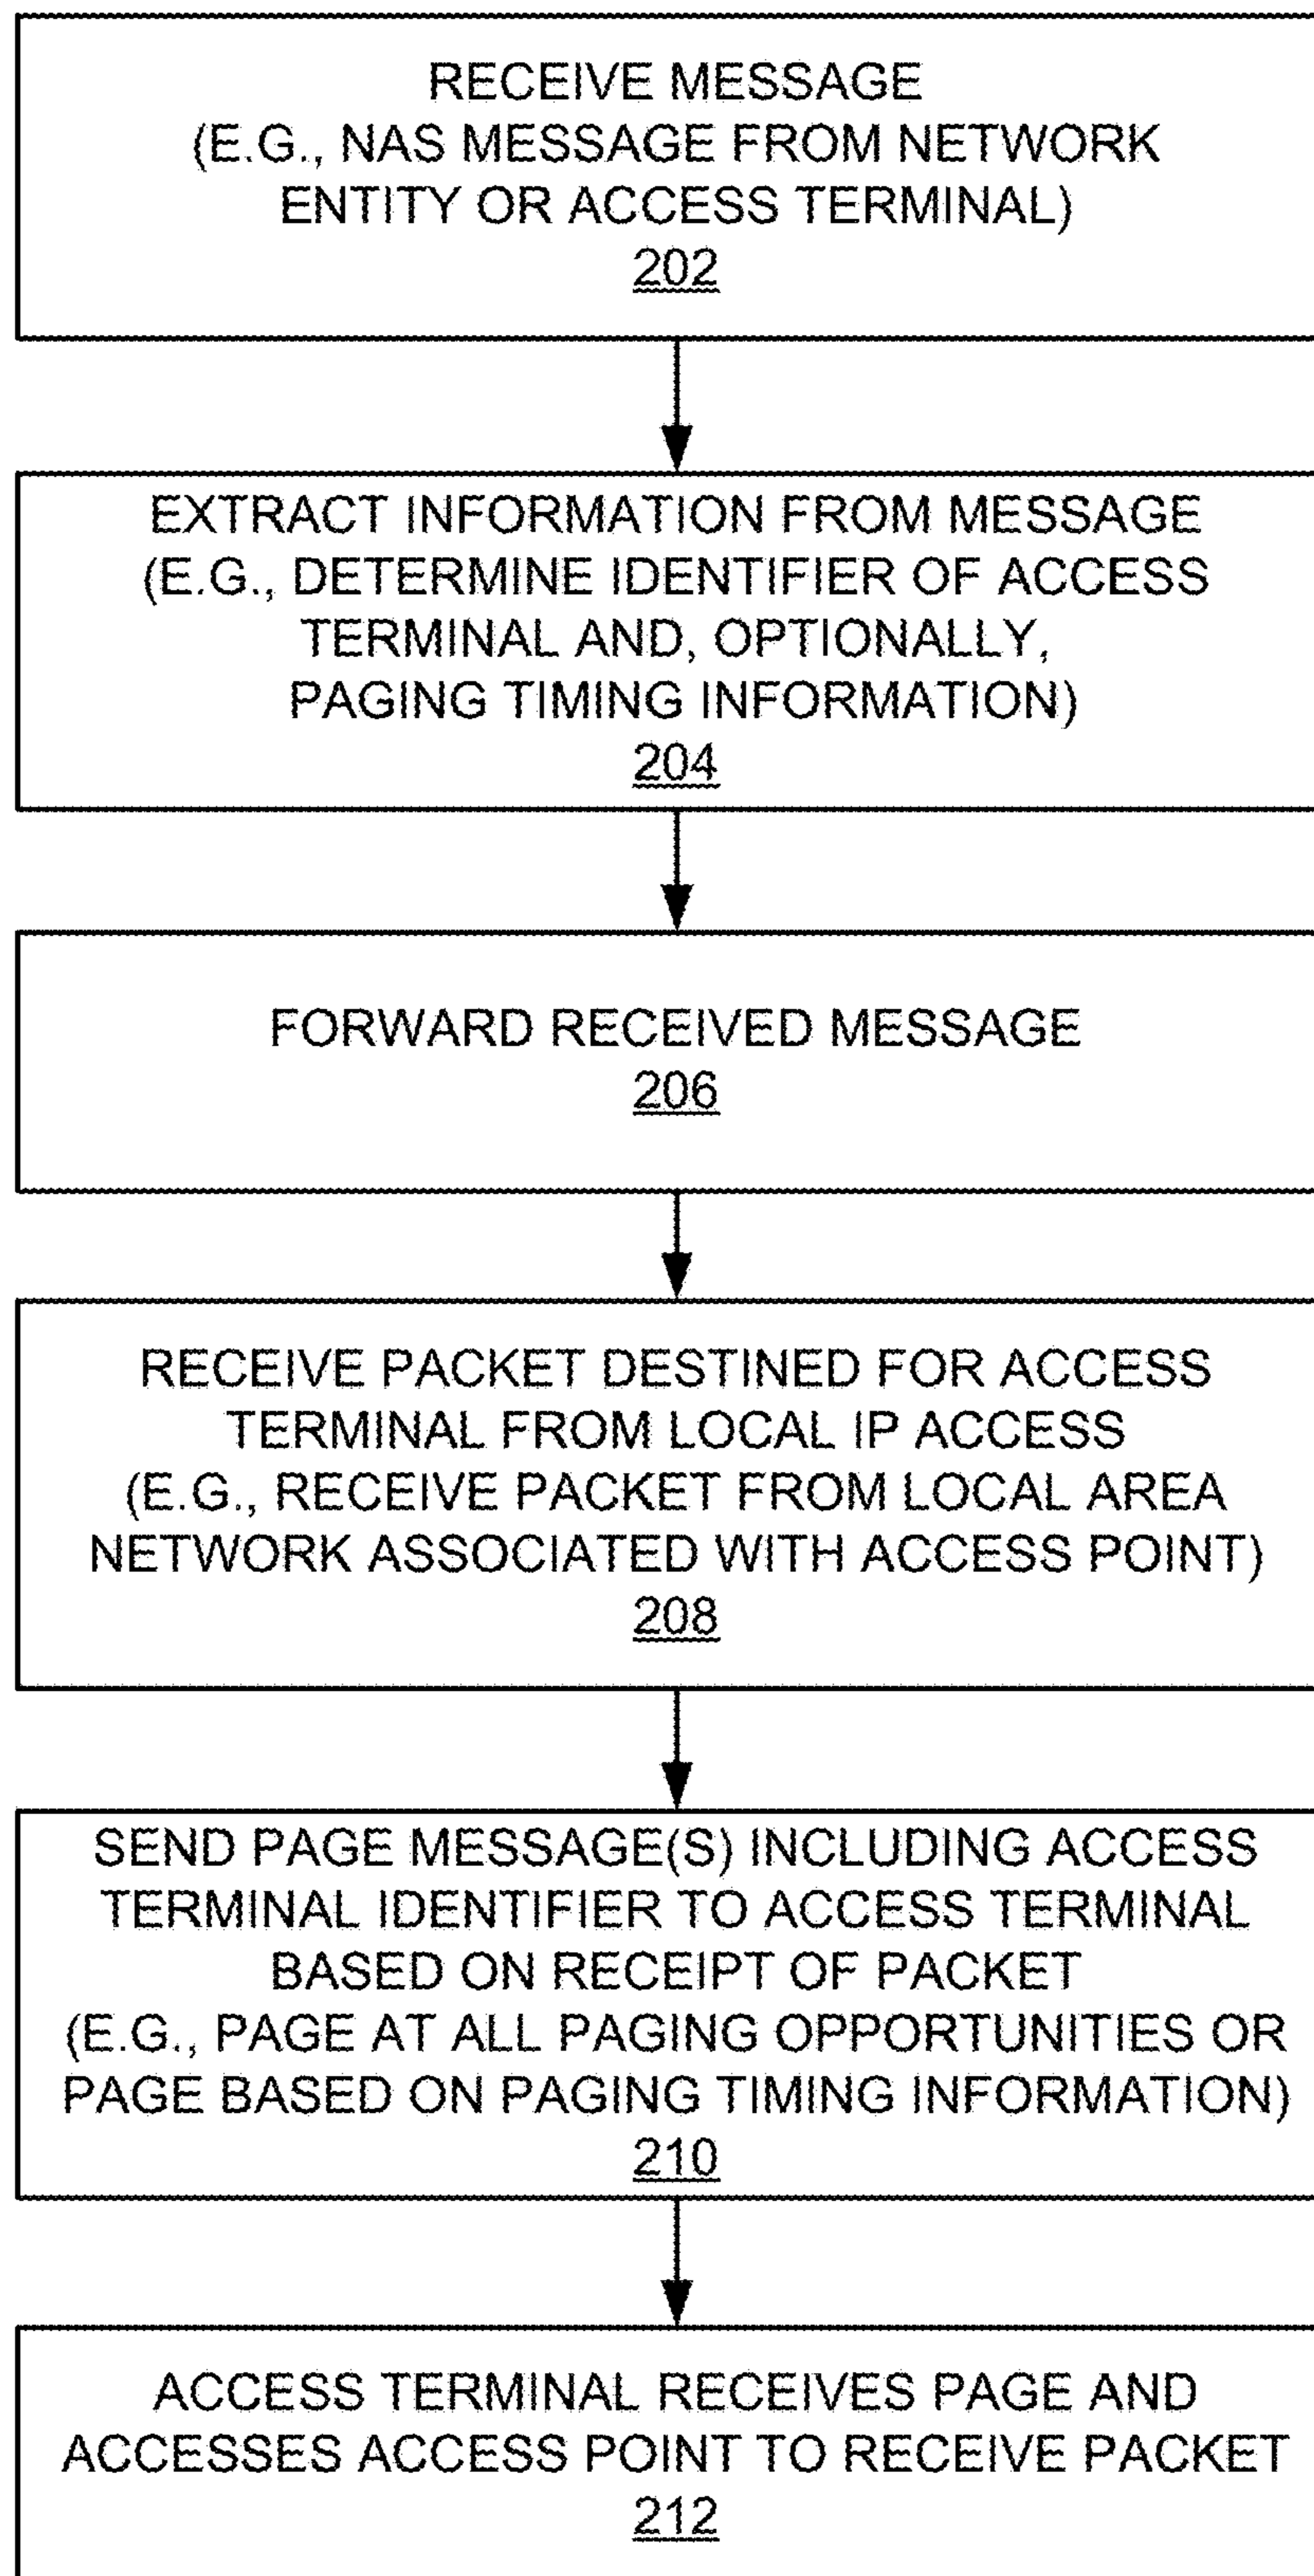 RECEIVE MESSAGE
(E.G., NAS MESSAGE FROM NETWORK
ENTITY OR ACCESS TERMINAL)
202
EXTRACT INFORMATION FROM MESSAGE
(E.G., DETERMINE IDENTIFIER OF ACCESS
TERMINAL AND, OPTIONALLY,
PAGING TIMING INFORMATION)
204
FORWARD RECEIVED MESSAGE
206
RECEIVE PACKET DESTINED FOR ACCESS
TERMINAL FROM LOCAL IP ACCESS
(E.G., RECEIVE PACKET FROM LOCAL AREA
NETWORK ASSOCIATED WITH ACCESS POINT)
208
SEND PAGE MESSAGE(S) INCLUDING ACCESS
TERMINAL IDENTIFIER TO ACCESS TERMINAL
BASED ON RECEIPT OF PACKET
(E.G., PAGE AT ALL PAGING OPPORTUNITIES OR
PAGE BASED ON PAGING TIMING INFORMATION)
210
ACCESS TERMINAL RECEIVES PAGE AND
ACCESSES ACCESS POINT TO RECEIVE PACKET
212